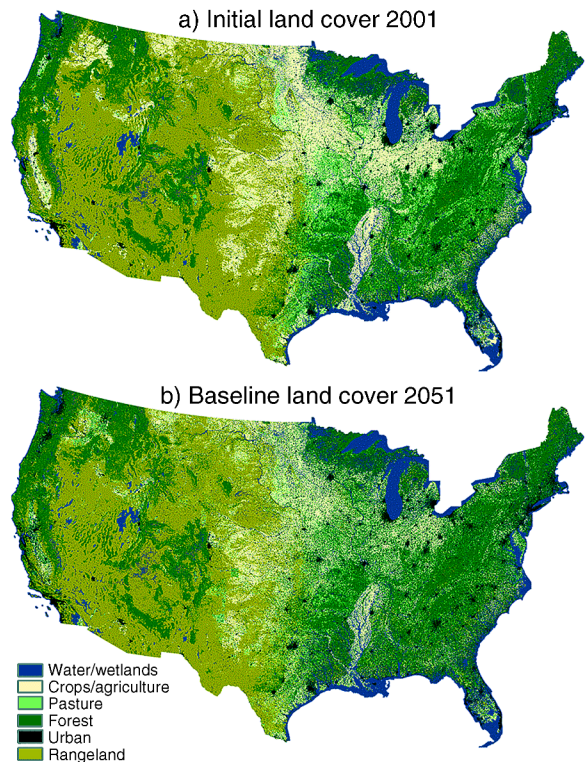 a) Initial land cover 2001
b) Baseline land cover 2051
Water/wetlands
Crops/agriculture
Pasture
Forest
Urban
Rangeland